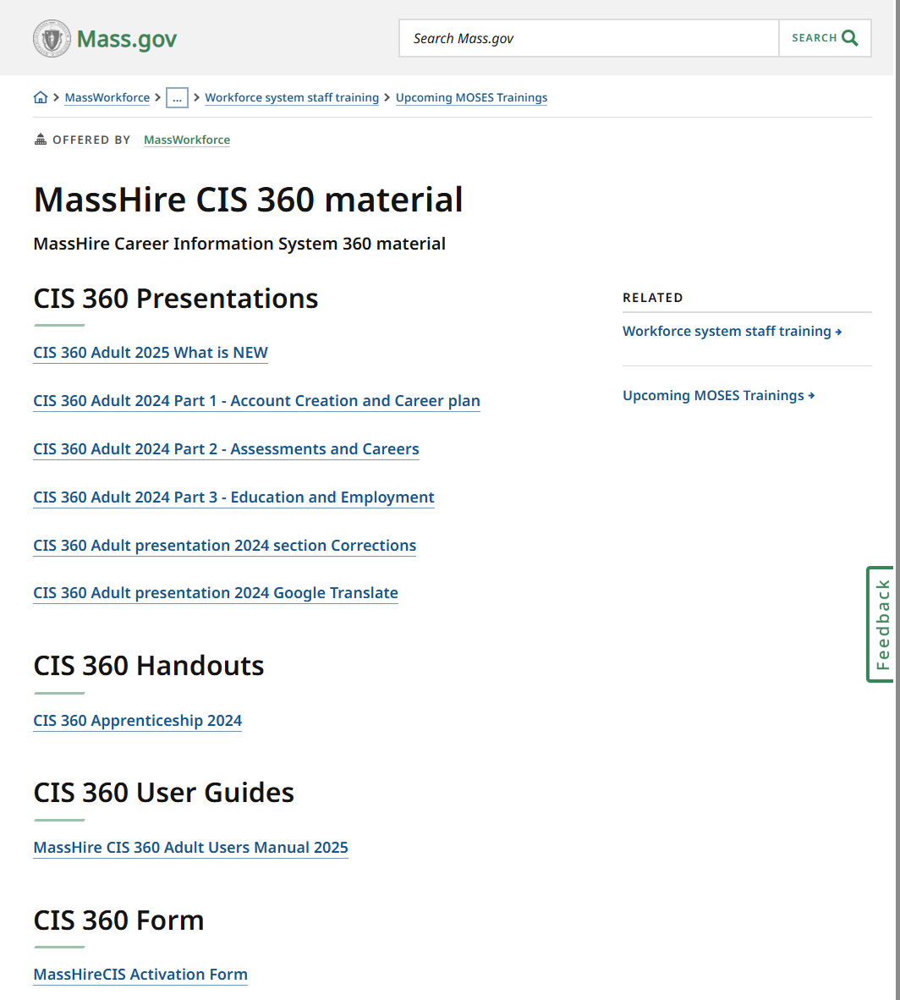 Mass.gov
Search Mass.gov
SEARCH
MassWorkforce
...
Workforce system staff training
Upcoming MOSES Trainings
OFFERED BY MassWorkforce
MassHire CIS 360 material
MassHire Career Information System 360 material
CIS 360 Presentations
CIS 360 Adult 2025 What is NEW
CIS 360 Adult 2024 Part 1 - Account Creation and Career plan
CIS 360 Adult 2024 Part 2 - Assessments and Careers
CIS 360 Adult 2024 Part 3 - Education and Employment
CIS 360 Adult presentation 2024 section Corrections
CIS 360 Adult presentation 2024 Google Translate
CIS 360 Handouts
CIS 360 Apprenticeship 2024
CIS 360 User Guides
MassHire CIS 360 Adult Users Manual 2025
CIS 360 Form
MassHireCIS Activation Form
RELATED
Workforce system staff training
Upcoming MOSES Trainings
Feedback